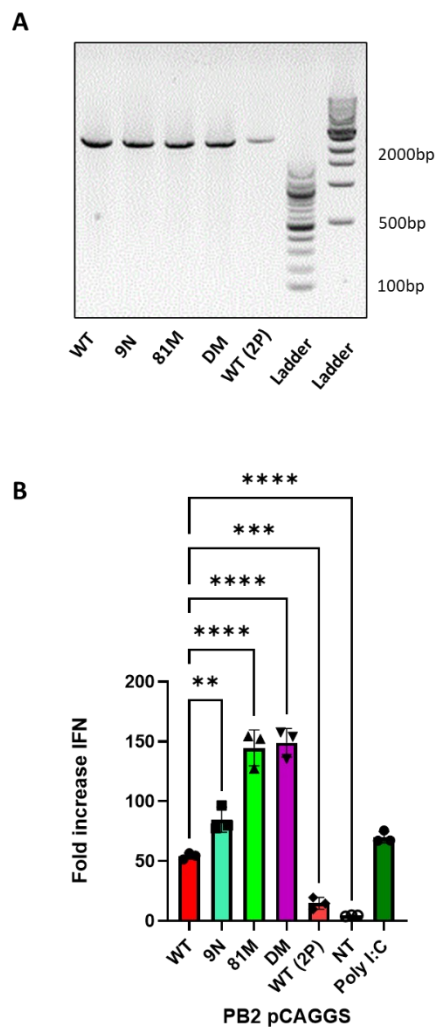 A
2000bp
500bp
100bp
WT
9N
81M
DM
WT (2P)
Ladder
Ladder
B
****
***
****
****
**
200
150
100
50
0
Fold increase IFN
WT
9N
81M
DM
WT (2P)
NT
Poly I:C
PB2 pCAGGS